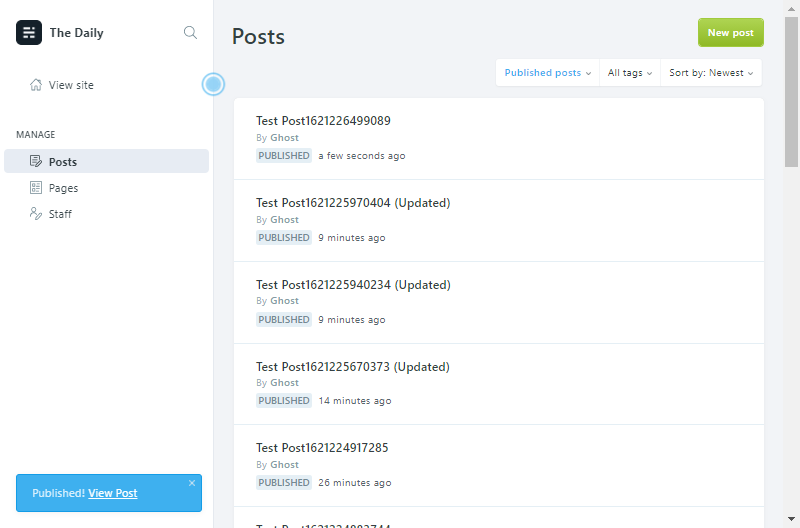 The Daily
View site
MANAGE
Posts
Pages
Staff
Published! View Post
Posts
New post
Published posts
All tags
Sort by: Newest
Test Post1621226499089
By Ghost
PUBLISHED a few seconds ago
Test Post1621225970404 (Updated)
By Ghost
PUBLISHED 9 minutes ago
Test Post1621225940234 (Updated)
By Ghost
PUBLISHED 9 minutes ago
Test Post1621225670373 (Updated)
By Ghost
PUBLISHED 14 minutes ago
Test Post1621224917285
By Ghost
PUBLISHED 26 minutes ago